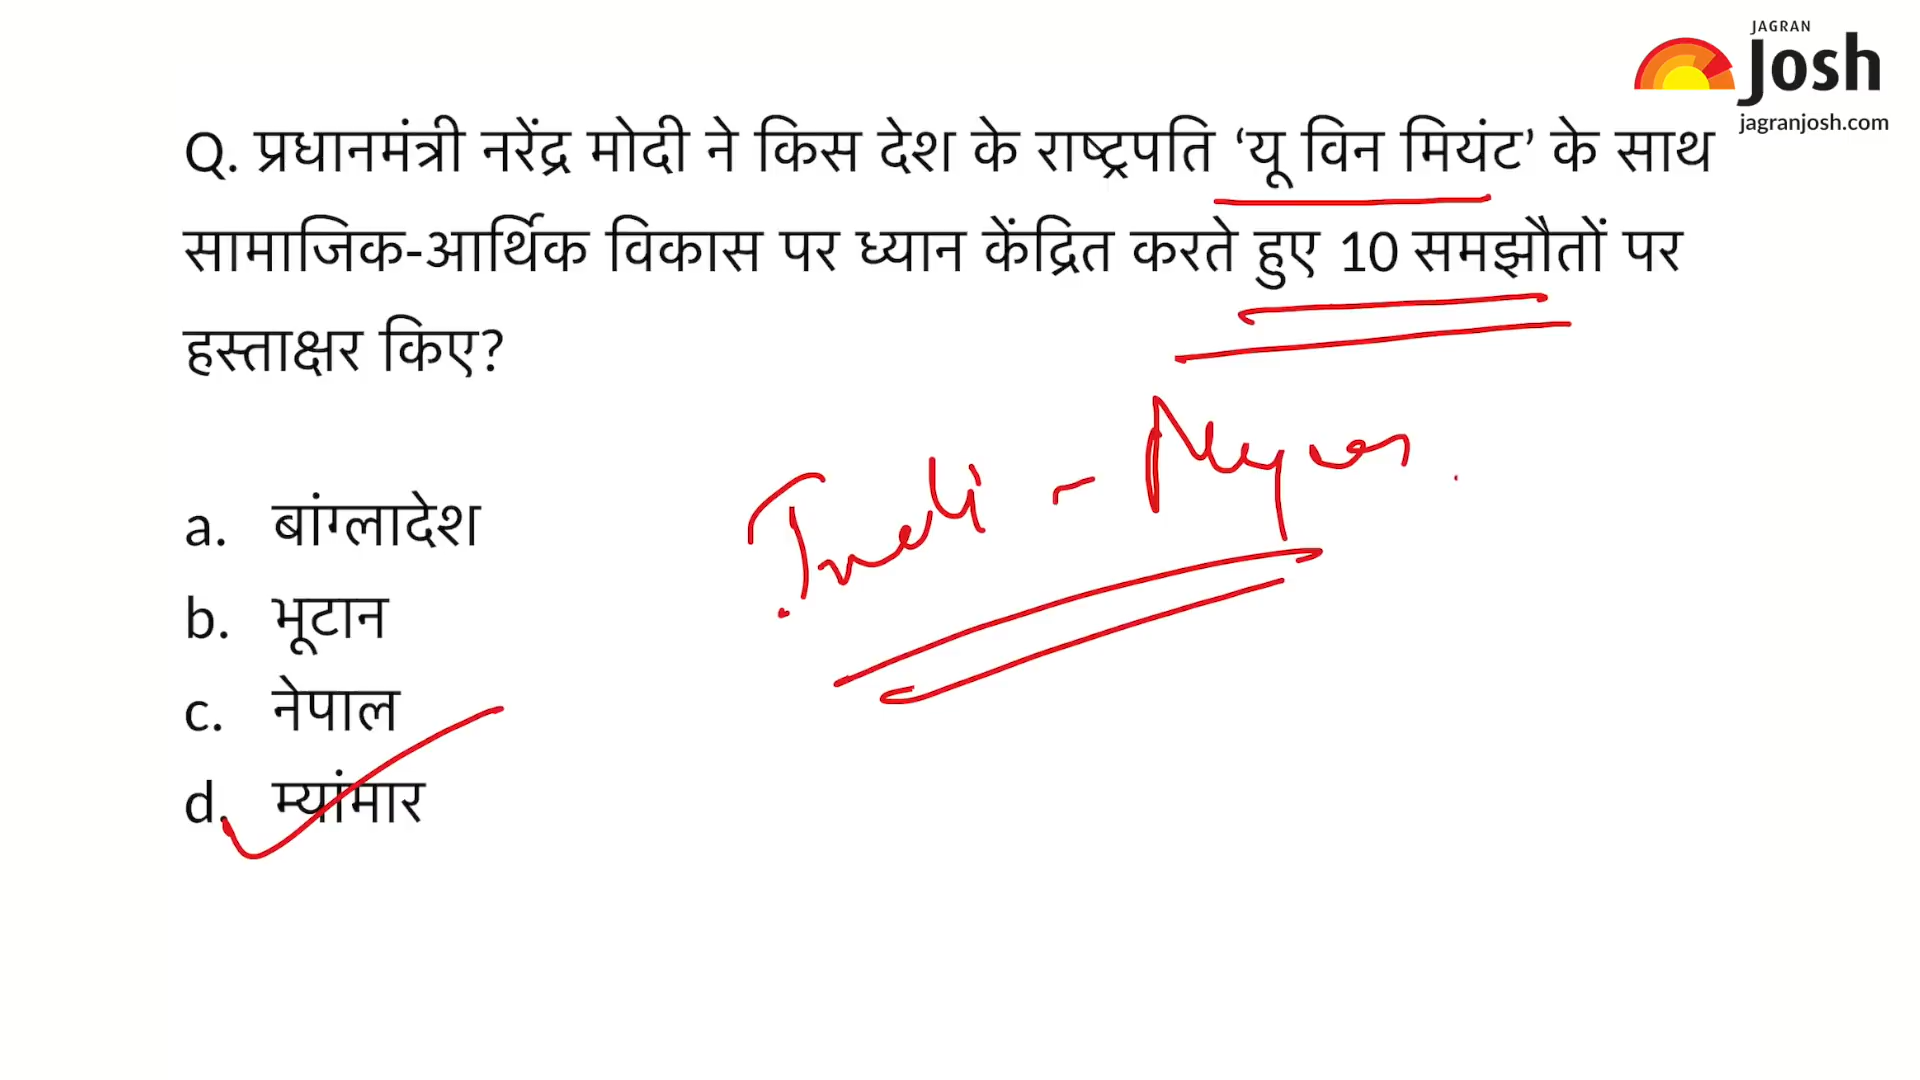 JAGRAN
Josh
jagranjosh.com
Q. प्रधानमंत्री नरेंद्र मोदी ने किस देश के राष्ट्रपति ‘यू विन मियंट’ के साथ
सामाजिक-आर्थिक विकास पर ध्यान केंद्रित करते हुए 10 समझौतों पर
हस्ताक्षर किए?
a. बांग्लादेश
b. भूटान
c. नेपाल
d. म्यांमार